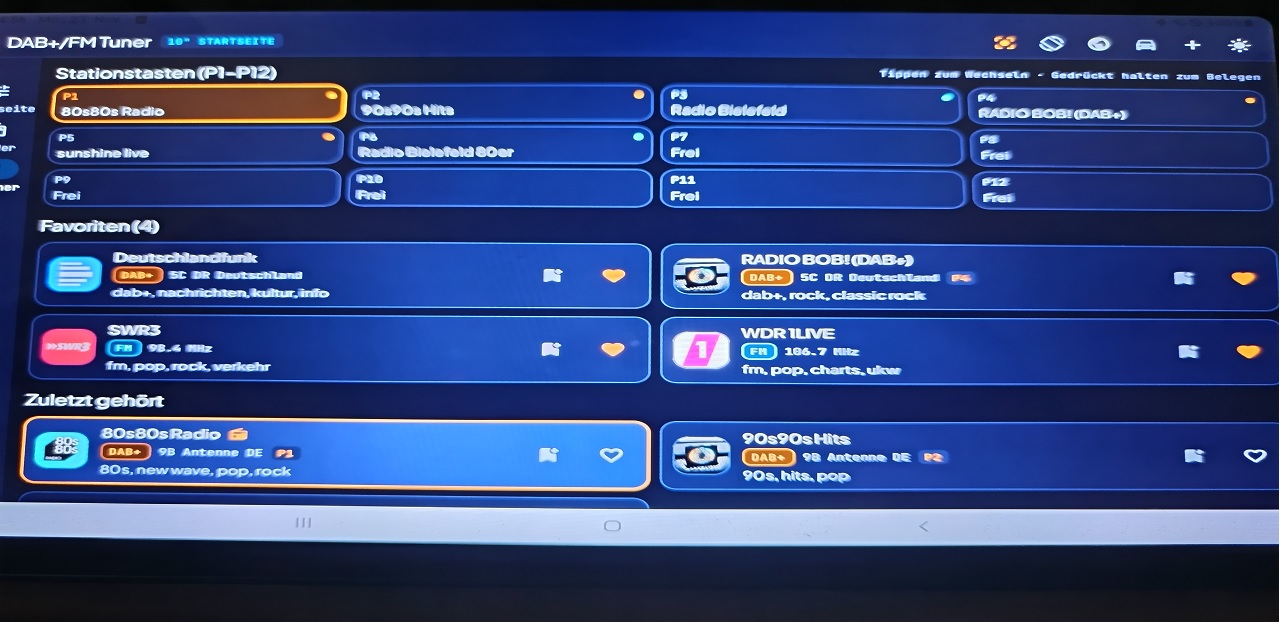 DAB+/FM Tuner 10" STARTSEITE
Stationstasten (P1-P12)
Tippen zum Wechseln - Gedrückt halten zum Belegen
P1
80s80s Radio
P2
90s90s Hits
P3
Radio Bielefeld
P4
RADIO BOB! (DAB+)
P5
sunshine live
P6
Radio Bielefeld 80er
P7
Frei
P8
Frei
P9
Frei
P10
Frei
P11
Frei
P12
Frei
Favoriten (4)
Deutschlandfunk
DAB+ 5C DR Deutschland
dab+, nachrichten, kultur, info
RADIO BOB! (DAB+)
DAB+ 5C DR Deutschland P4
dab+, rock, classic rock
SWR3
SWR3
FM 98.4 MHz
fm, pop, rock, verkehr
1
WDR 1LIVE
FM 106.7 MHz
fm, pop, charts, ukw
Zuletzt gehört
80s
80s
80s80s Radio
DAB+ 9B Antenne DE P1
80s, new wave, pop, rock
90s90s Hits
DAB+ 9B Antenne DE P2
90s, hits, pop